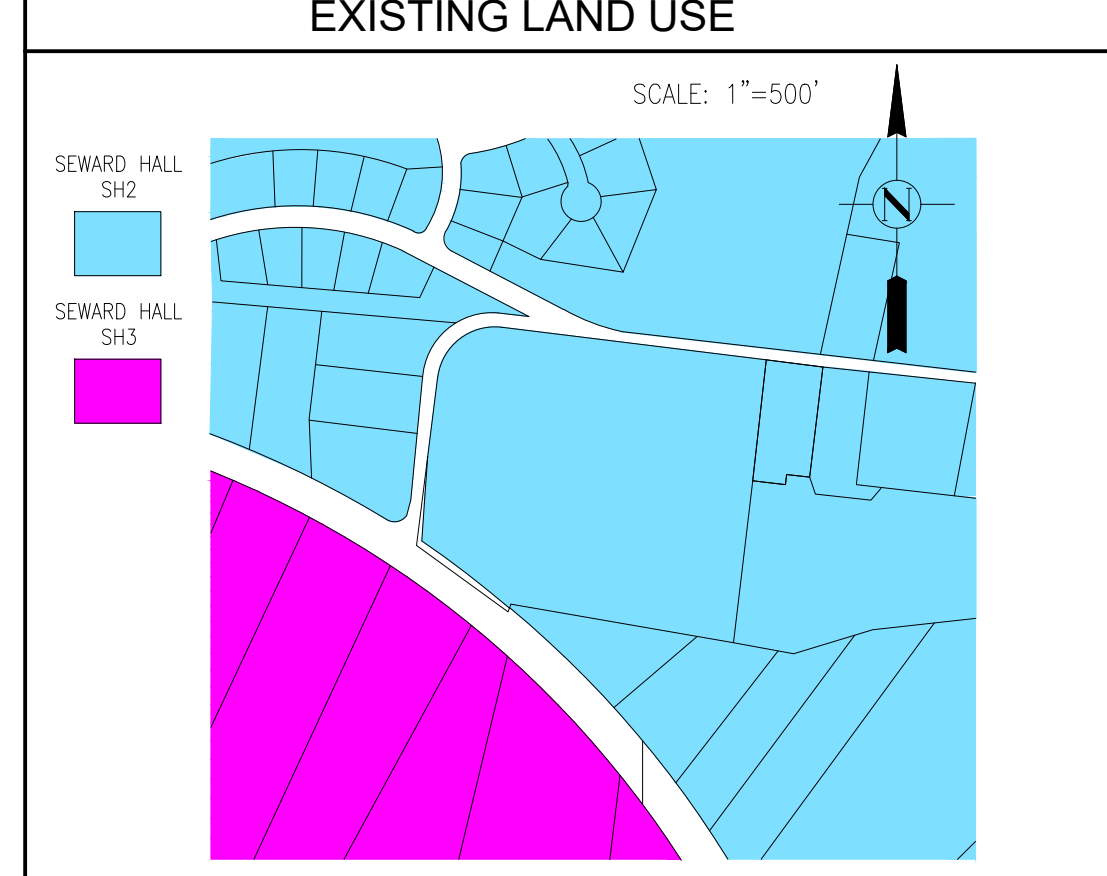 EXISTING LAND USE
SCALE: 1"=500'
SEWARD HALL
SH2
SEWARD HALL
SH3
N